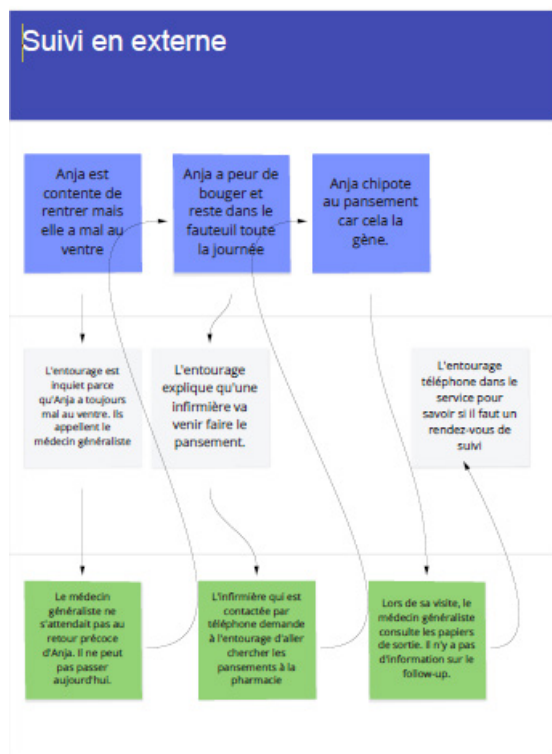 Suivi en externe
Anja est
contente de
rentrer mais
elle a mal au
ventre
Anja a peur de
bouger et
reste dans le
fauteuil toute
la journée
Anja chipote
au pansement
car cela la
gène.
L'entourage est
inquiet parce
qu'Anja a toujours
mal au ventre. Ils
appellent le
médecin généraliste
L'entourage
explique qu'une
infirmière va
venir faire le
pansement.
L'entourage
téléphone dans le
service pour
savoir si il faut un
rendez-vous de
suivi
Le médecin
généraliste ne
s'attendait pas au
retour précoce
d'Anja. Il ne peut
pas passer
aujourd'hui.
L'infirmière qui est
contactée par
téléphone demande
à l'entourage d'aller
chercher les
pansements à la
pharmacie
Lors de sa visite, le
médecin généraliste
consulte les papiers
de sortie. Il n'y a pas
d'information sur le
follow-up.